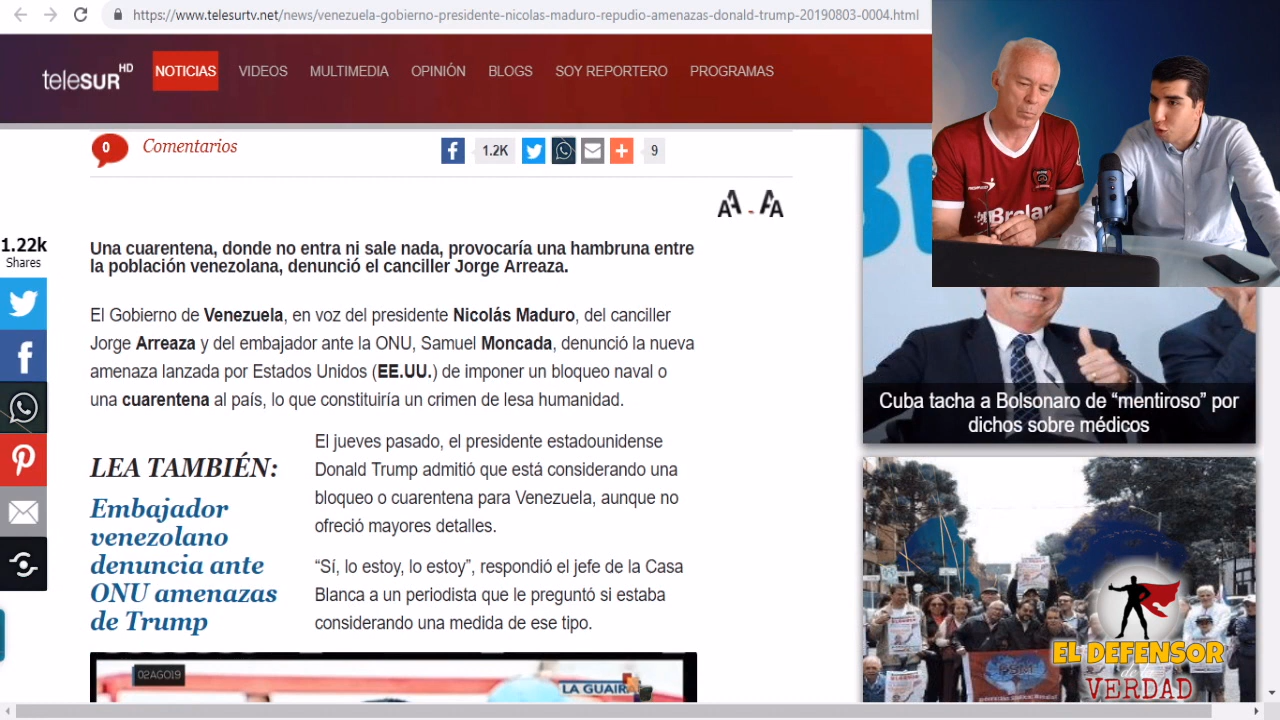 https://www.telesurtv.net/news/venezuela-gobierno-presidente-nicolas-maduro-repudio-amenazas-donald-trump-20190803-0004.html
teleSUR HD
NOTICIAS
VIDEOS
MULTIMEDIA
OPINIÓN
BLOGS
SOY REPORTERO
PROGRAMAS
0
Comentarios
1.2K
9
AA - AA
1.22k
Shares
Una cuarentena, donde no entra ni sale nada, provocaría una hambruna entre
la población venezolana, denunció el canciller Jorge Arreaza.
El Gobierno de Venezuela, en voz del presidente Nicolás Maduro, del canciller
Jorge Arreaza y del embajador ante la ONU, Samuel Moncada, denunció la nueva
amenaza lanzada por Estados Unidos (EE.UU.) de imponer un bloqueo naval o
una cuarentena al país, lo que constituiría un crimen de lesa humanidad.
LEA TAMBIÉN:
Embajador
venezolano
denuncia ante
ONU amenazas
de Trump
El jueves pasado, el presidente estadounidense
Donald Trump admitió que está considerando una
bloqueo o cuarentena para Venezuela, aunque no
ofreció mayores detalles.
“Sí, lo estoy, lo estoy”, respondió el jefe de la Casa
Blanca a un periodista que le preguntó si estaba
considerando una medida de ese tipo.
02AGO19
LA GUAIRA
Cuba tacha a Bolsonaro de “mentiroso” por
dichos sobre médicos
EL DEFENSOR
VERDAD